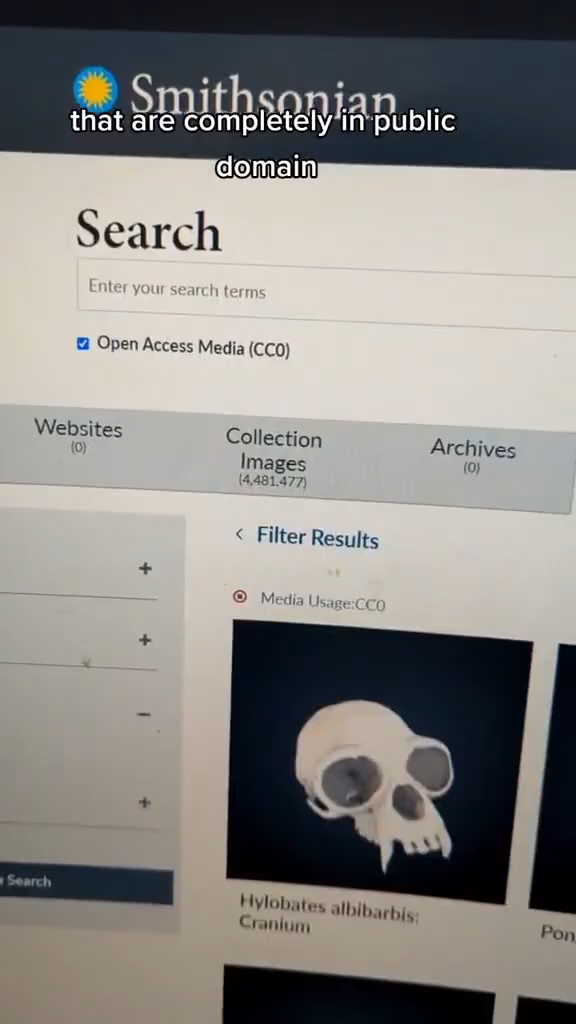 Smithsonian
that are completely in public
domain
Search
Enter your search terms
Open Access Media (CC0)
Websites
(0)
Collection
Images
(4,481,477)
Archives
(0)
Filter Results
Media Usage:CC0
Search
Hylobates albibarbis:
Cranium
Pon